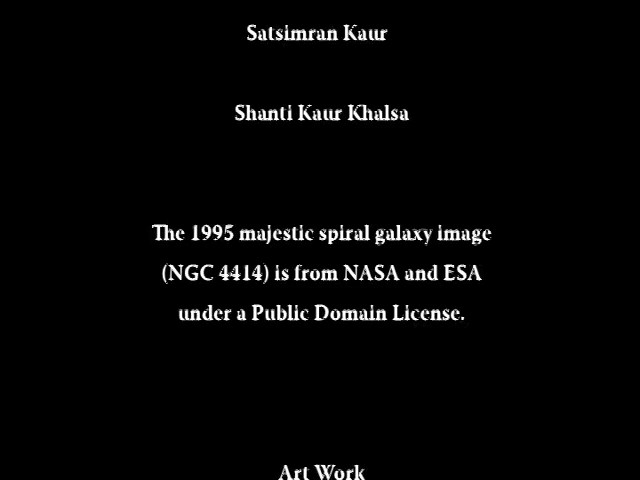 Satsimran Kaur
Shanti Kaur Khalsa
The 1995 majestic spiral galaxy image
(NGC 4414) is from NASA and ESA
under a Public Domain License.
Art Work